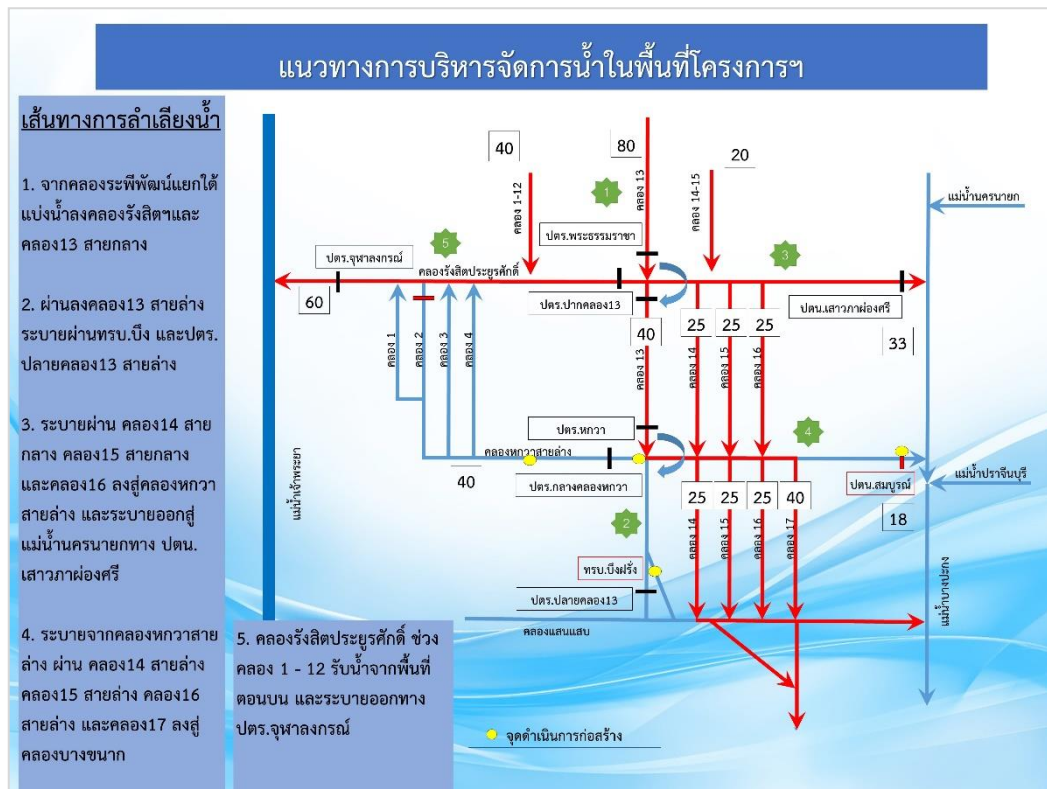 แนวทางการบริหารจัดการน้ำในพื้นที่โครงการฯ
เส้นทางการลำเลียงน้ำ
1. จากคลองระพีพัฒน์แยกใต้
แบ่งน้ำลงคลองรังสิตฯและ
คลอง13 สายกลาง
2. ผ่านลงคลอง13 สายล่าง
ระบายผ่านทรบ.บึง และปตร.
ปลายคลอง13 สายล่าง
3. ระบายผ่าน คลอง14 สาย
กลาง คลอง15 สายกลาง
และคลอง16 ลงสู่คลองหกวา
สายล่าง และระบายออกสู่
แม่น้ำนครนายกทาง ปตน.
เสาวภาผ่องศรี
4. ระบายจากคลองหกวาสาย
ล่าง ผ่าน คลอง14 สายล่าง
คลอง15 สายล่าง คลอง16
สายล่าง และคลอง17 ลงสู่
คลองบางขนาก
5. คลองรังสิตประยูรศักดิ์ ช่วง
คลอง 1 - 12 รับน้ำจากพื้นที่
ตอนบน และระบายออกทาง
ปตร.จุฬาลงกรณ์
40
80
20
คลอง 1-12
1
คลอง 13
คลอง 14-15
แม่น้ำนครนายก
ปตร.พระธรรมราชา
5
3
ปตร.จุฬาลงกรณ์
คลองรังสิตประยูรศักดิ์
60
ปตร.ปากคลอง13
ปตน.เสาวภาผ่องศรี
40
25
25
25
33
คลอง 1
คลอง 2
คลอง 3
คลอง 4
คลอง 13
คลอง 14
คลอง 15
คลอง 16
ปตร.หกวา
4
คลองหกวาสายล่าง
40
ปตร.กลางคลองหกวา
ปตน.สมบูรณ์
แม่น้ำปราจีนบุรี
แม่น้ำเจ้าพระยา
25
25
25
40
18
2
คลอง 14
คลอง 15
คลอง 16
คลอง 17
ทรบ.บึงฝรั่ง
ปตร.ปลายคลอง13
คลองแสนแสบ
แม่น้ำบางปะกง
จุดดำเนินการก่อสร้าง